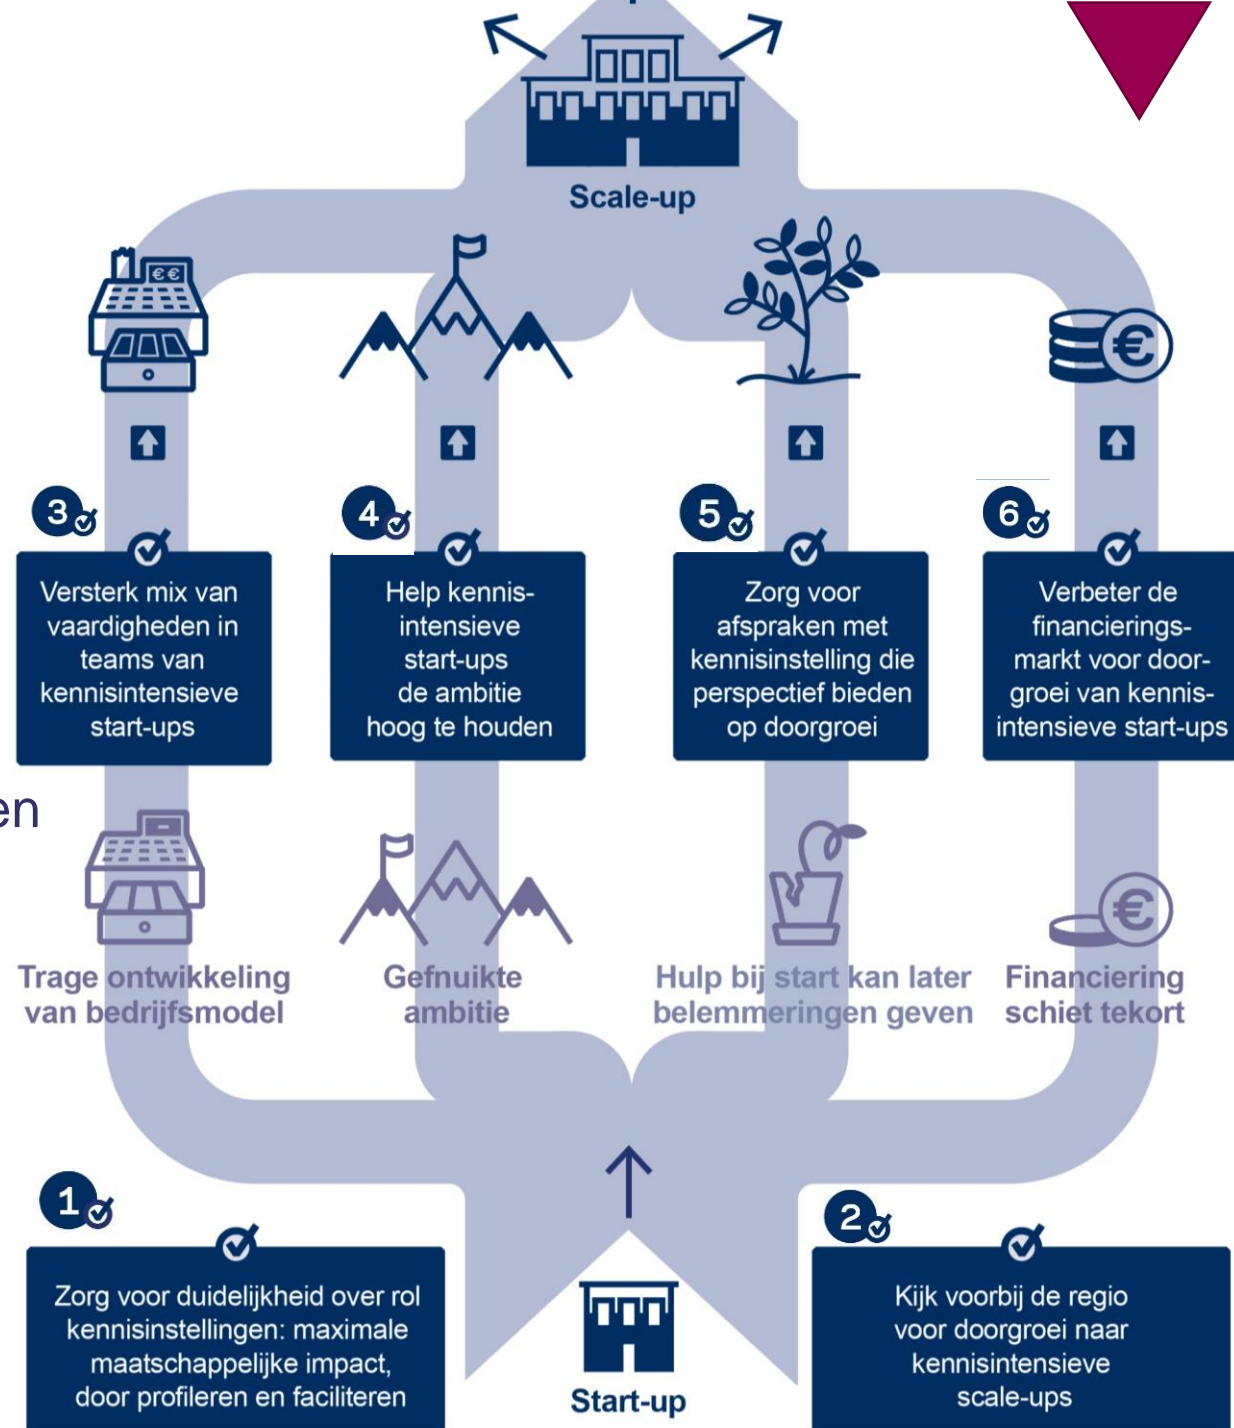 Scale-up
€€
€
3
4
5
6
Versterk mix van
vaardigheden in
teams van
kennisintensieve
start-ups
Help kennis-
intensieve
start-ups
de ambitie
hoog te houden
Zorg voor
afspraken met
kennisinstelling die
perspectief bieden
op doorgroei
Verbeter de
financierings-
markt voor door-
groei van kennis-
intensieve start-ups
en
€
Trage ontwikkeling
van bedrijfsmodel
Gefnuikte
ambitie
Hulp bij start kan later
belemmeringen geven
Financiering
schiet tekort
1
2
Zorg voor duidelijkheid over rol
kennisinstellingen: maximale
maatschappelijke impact,
door profileren en faciliteren
Start-up
Kijk voorbij de regio
voor doorgroei naar
kennisintensieve
scale-ups